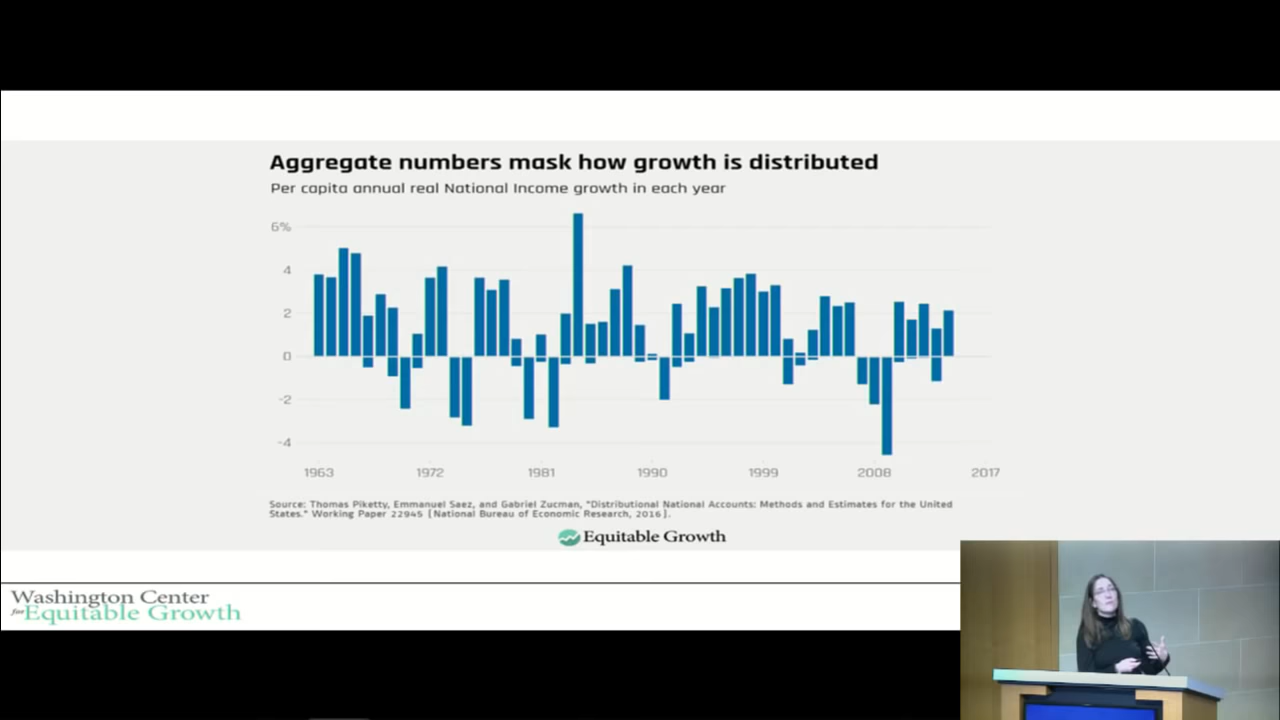 Aggregate numbers mask how growth is distributed
Per capita annual real National Income growth in each year
6%
4
2
0
-2
-4
1963 1972 1981 1990 1999 2008 2017
Source: Thomas Piketty, Emmanuel Saez, and Gabriel Zucman, "Distributional National Accounts: Methods and Estimates for the United
States." Working Paper 22945 [National Bureau of Economic Research, 2016].
Equitable Growth
Washington Center
for Equitable Growth